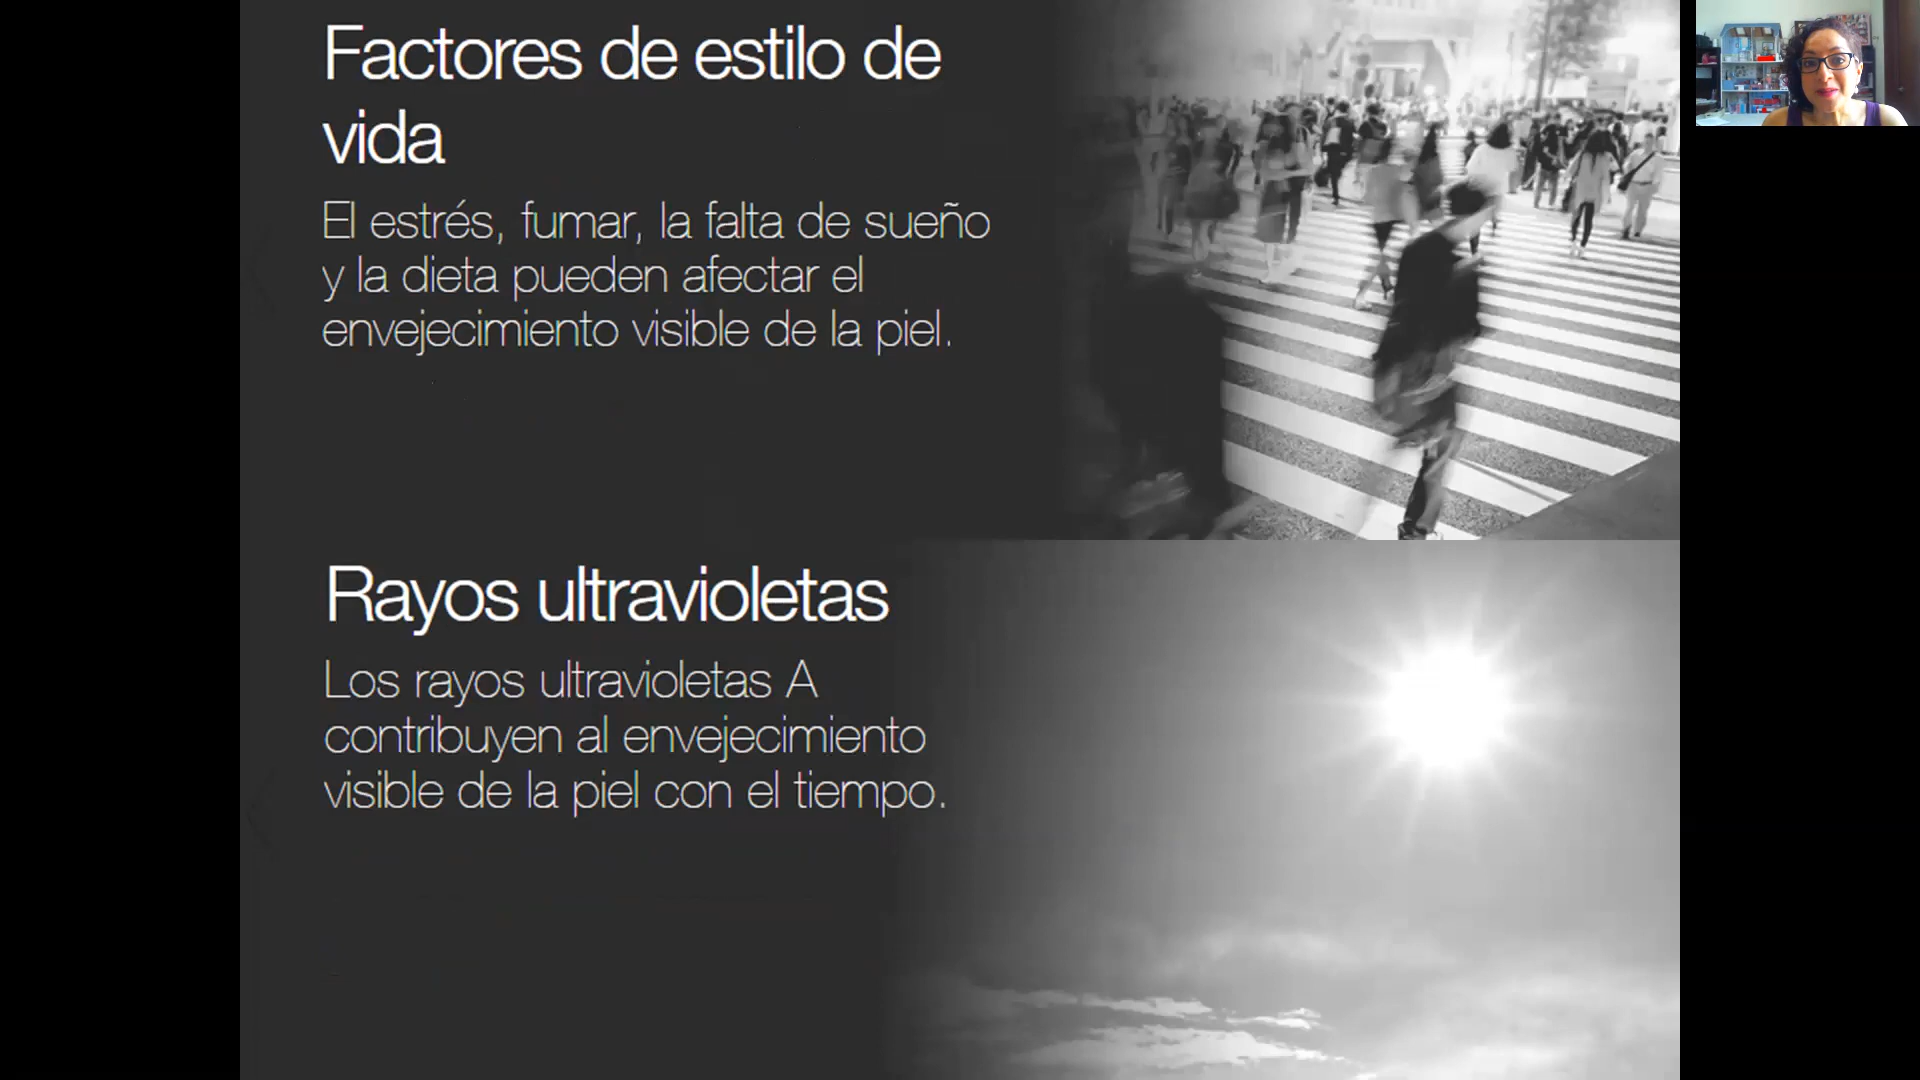 Factores de estilo de
vida
El estrés, fumar, la falta de sueño
y la dieta pueden afectar el
envejecimiento visible de la piel.
Rayos ultravioletas
Los rayos ultravioletas A
contribuyen al envejecimiento
visible de la piel con el tiempo.